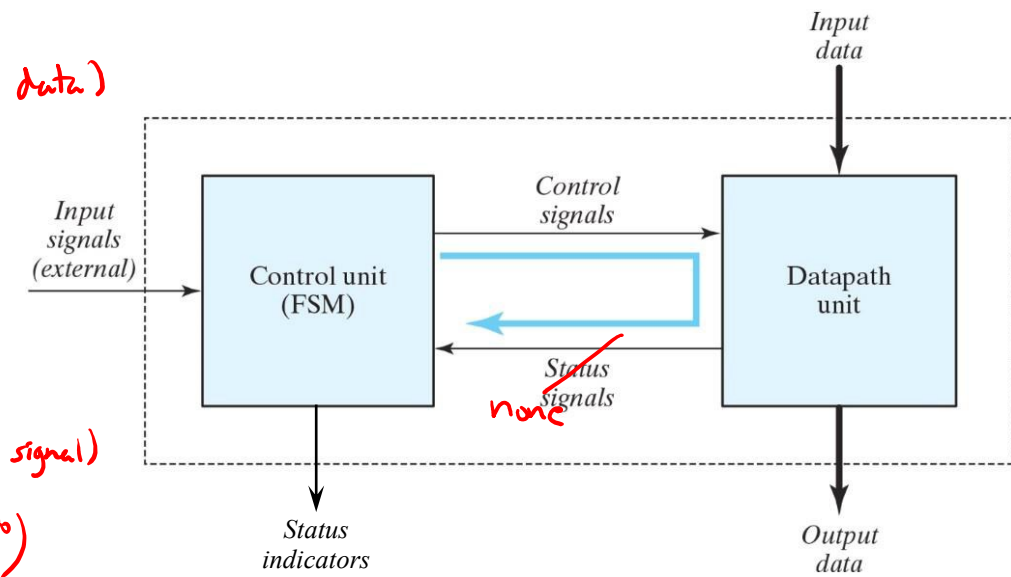 Input
data
data)
Input
signals
(external)
Control unit
(FSM)
Control
signals
Datapath
unit
Status
signals
none
signal)
Status
indicators
Output
data